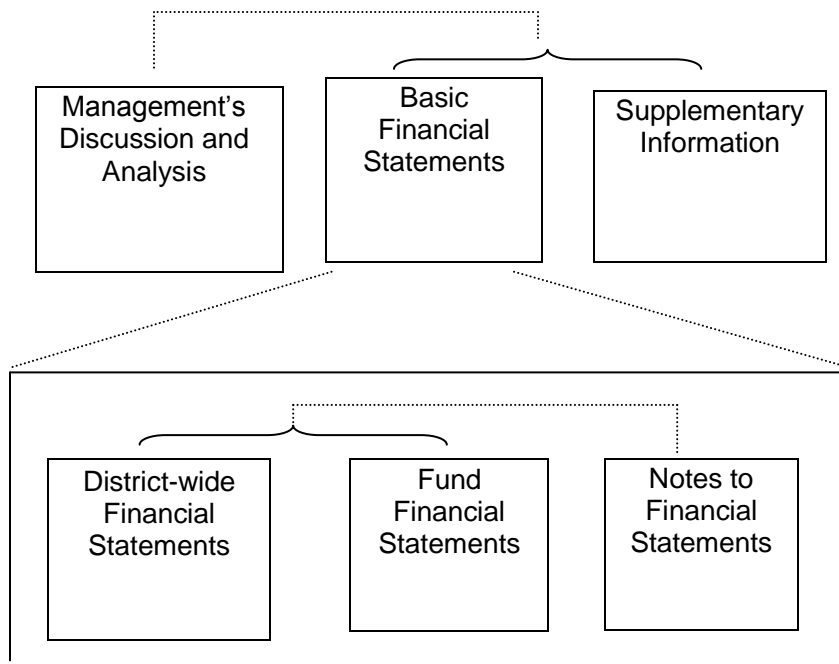 Management’s
Discussion and
Analysis
Basic
Financial
Statements
Supplementary
Information
District-wide
Financial
Statements
Fund
Financial
Statements
Notes to
Financial
Statements